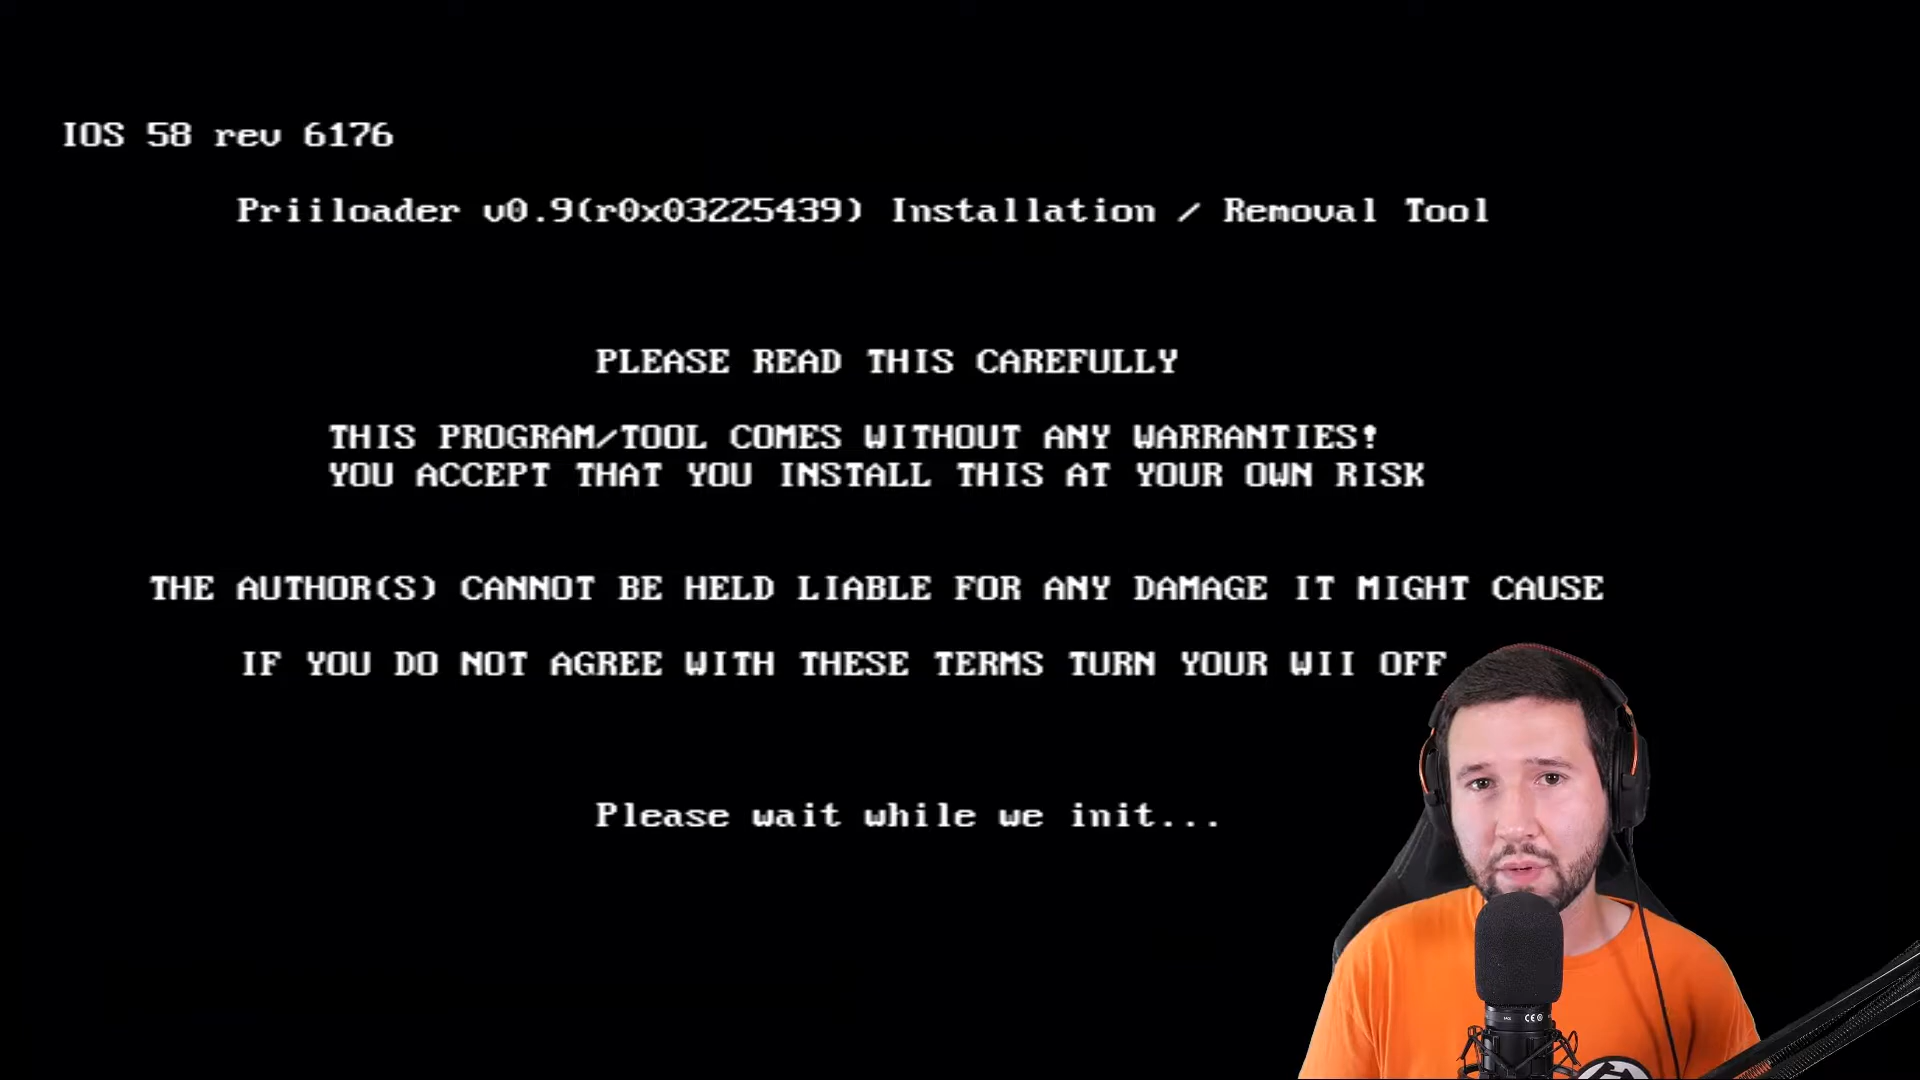 IOS 58 rev 6176
Priiloader v0.9(r0x03225439) Installation / Removal Tool
PLEASE READ THIS CAREFULLY
THIS PROGRAM/TOOL COMES WITHOUT ANY WARRANTIES!
YOU ACCEPT THAT YOU INSTALL THIS AT YOUR OWN RISK
THE AUTHOR(S) CANNOT BE HELD LIABLE FOR ANY DAMAGE IT MIGHT CAUSE
IF YOU DO NOT AGREE WITH THESE TERMS TURN YOUR WII OFF
Please wait while we init...